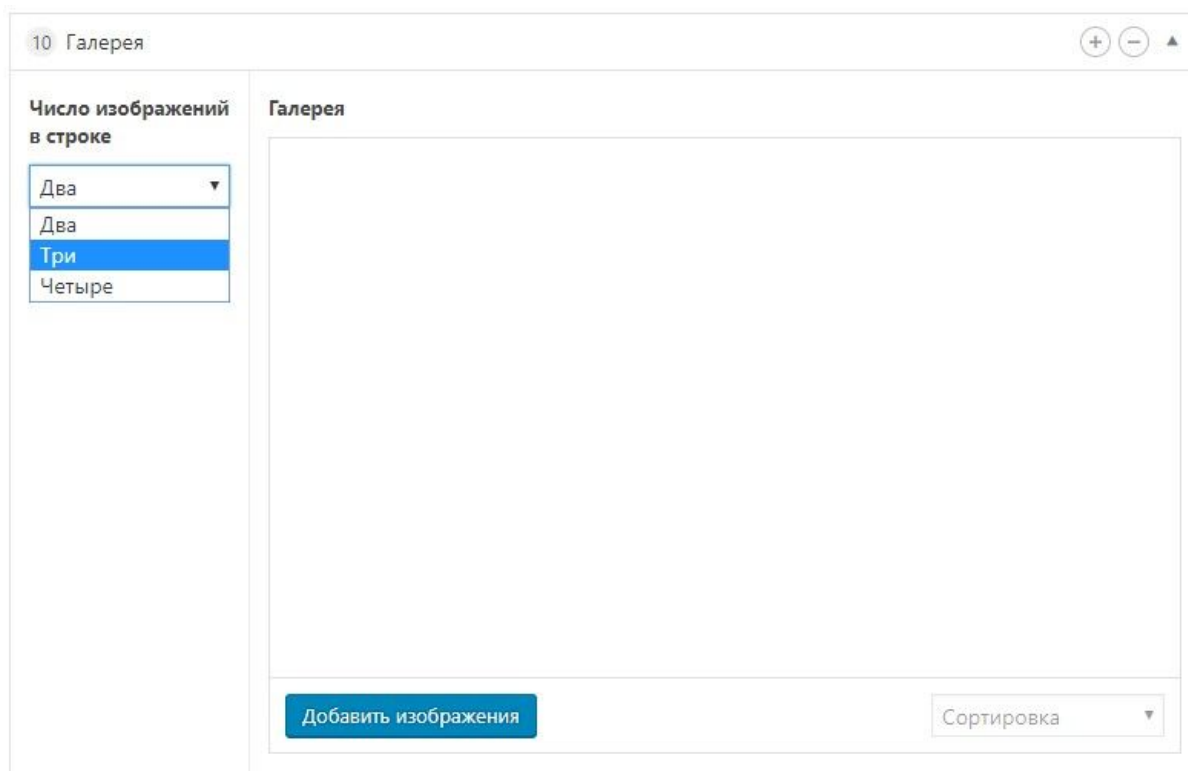 10 Галерея
Число изображений
в строке
Два
Два
Три
Четыре
Галерея
Добавить изображения
Сортировка